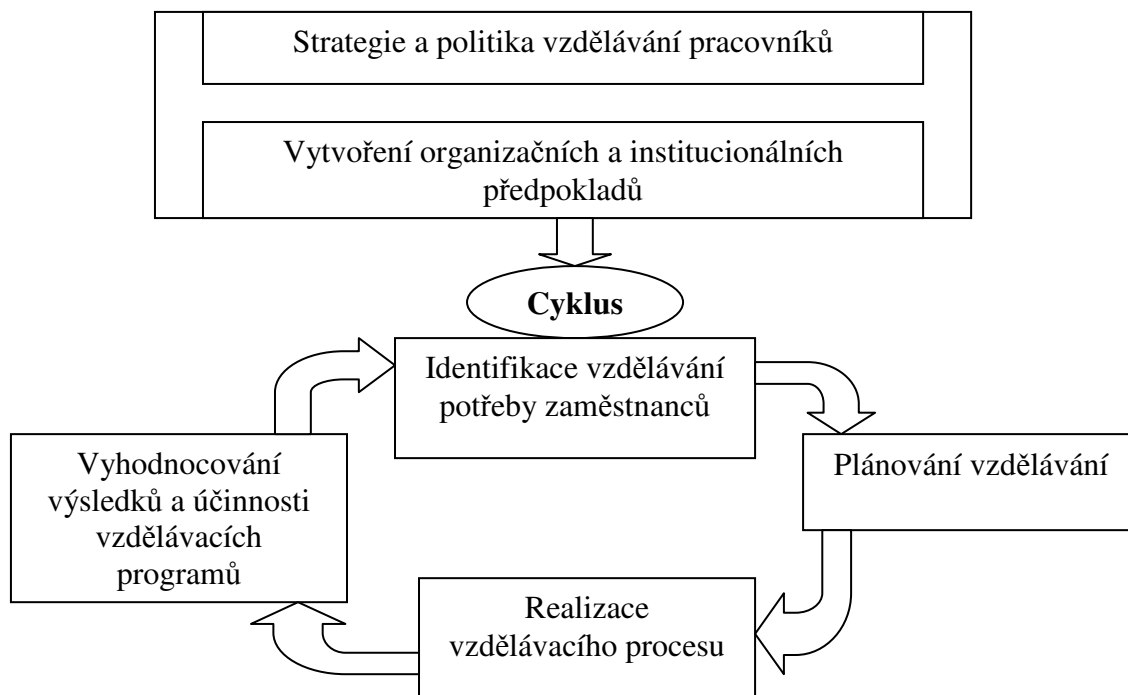 Strategie a politika vzdělávání pracovníků
Vytvoření organizačních a institucionálních
předpokladů
Cyklus
Identifikace vzdělávání
potřeby zaměstnanců
Plánování vzdělávání
Realizace
vzdělávacího procesu
Vyhodnocování
výsledků a účinnosti
vzdělávacích
programů